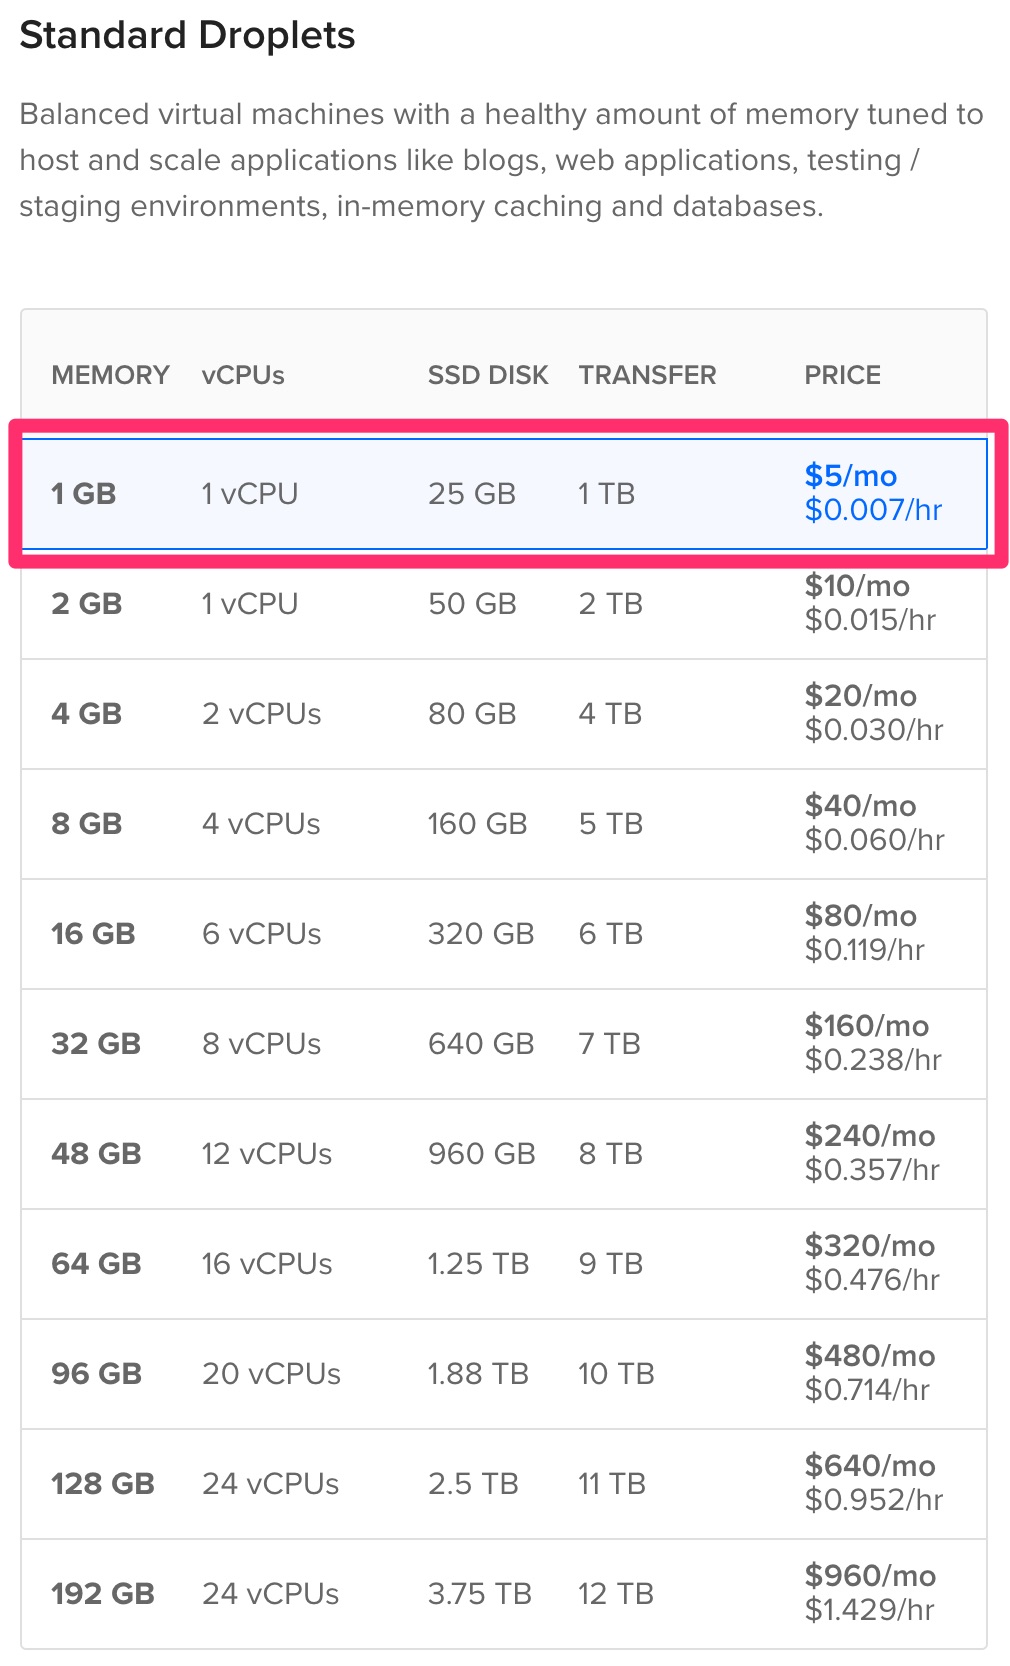 Standard Droplets
Balanced virtual machines with a healthy amount of memory tuned to
host and scale applications like blogs, web applications, testing /
staging environments, in-memory caching and databases.
MEMORY vCPUs SSD DISK TRANSFER PRICE
1 GB 1 vCPU 25 GB 1 TB $5/mo
$0.007/hr
2 GB 1 vCPU 50 GB 2 TB $10/mo
$0.015/hr
4 GB 2 vCPUs 80 GB 4 TB $20/mo
$0.030/hr
8 GB 4 vCPUs 160 GB 5 TB $40/mo
$0.060/hr
16 GB 6 vCPUs 320 GB 6 TB $80/mo
$0.119/hr
32 GB 8 vCPUs 640 GB 7 TB $160/mo
$0.238/hr
48 GB 12 vCPUs 960 GB 8 TB $240/mo
$0.357/hr
64 GB 16 vCPUs 1.25 TB 9 TB $320/mo
$0.476/hr
96 GB 20 vCPUs 1.88 TB 10 TB $480/mo
$0.714/hr
128 GB 24 vCPUs 2.5 TB 11 TB $640/mo
$0.952/hr
192 GB 24 vCPUs 3.75 TB 12 TB $960/mo
$1.429/hr